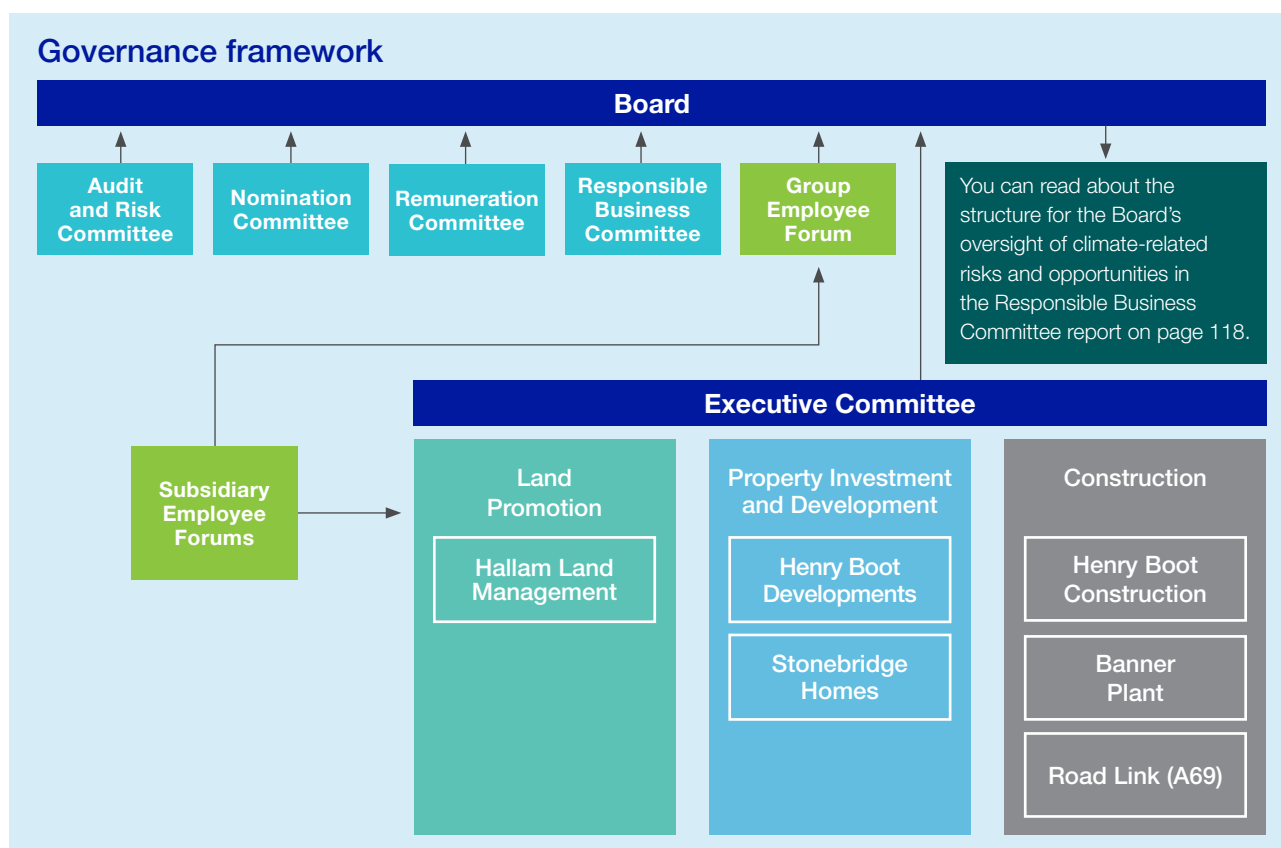 Governance framework
Board
Audit
and Risk
Committee
Nomination
Committee
Remuneration
Committee
Responsible
Business
Committee
Group
Employee
Forum
You can read about the
structure for the Board’s
oversight of climate-related
risks and opportunities in
the Responsible Business
Committee report on page 118.
Executive Committee
Subsidiary
Employee
Forums
Land
Promotion
Hallam Land
Management
Property Investment
and Development
Henry Boot
Developments
Stonebridge
Homes
Construction
Henry Boot
Construction
Banner
Plant
Road Link (A69)